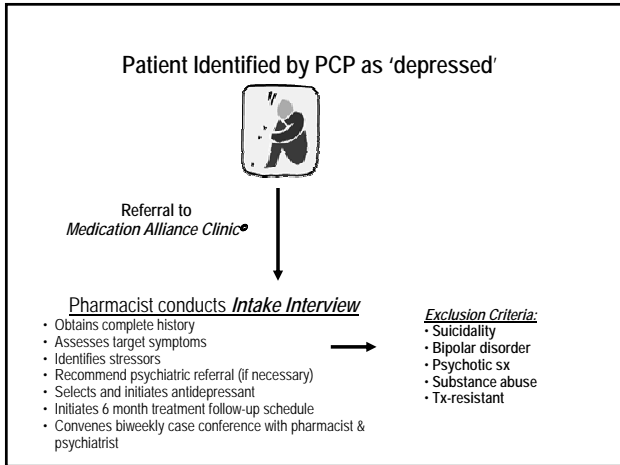 Patient Identified by PCP as ‘depressed’
Referral to
Medication Alliance Clinic
Pharmacist conducts Intake Interview
• Obtains complete history
• Assesses target symptoms
• Identifies stressors
• Recommend psychiatric referral (if necessary)
• Selects and initiates antidepressant
• Initiates 6 month treatment follow-up schedule
• Convenes biweekly case conference with pharmacist &
psychiatrist
Exclusion Criteria:
• Suicidality
• Bipolar disorder
• Psychotic sx
• Substance abuse
• Tx-resistant